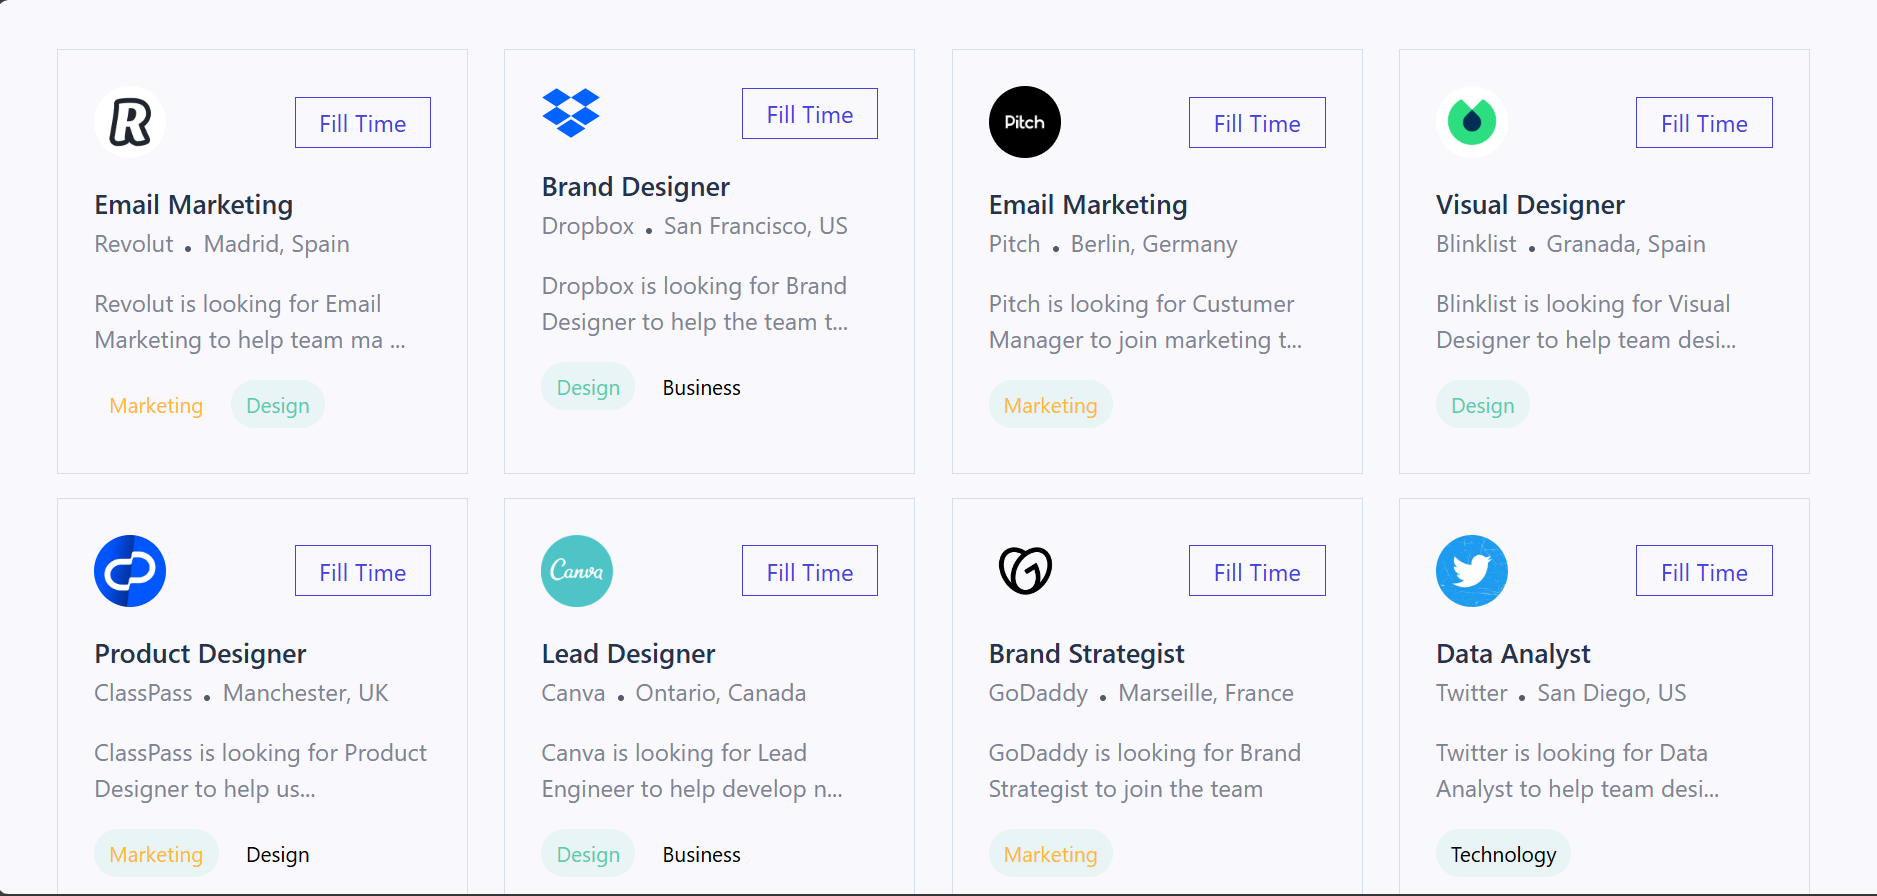 R
Fill Time
Email Marketing
Revolut • Madrid, Spain
Revolut is looking for Email
Marketing to help team ma ...
Marketing Design
Fill Time
Brand Designer
Dropbox • San Francisco, US
Dropbox is looking for Brand
Designer to help the team t...
Design Business
Pitch
Fill Time
Email Marketing
Pitch • Berlin, Germany
Pitch is looking for Custumer
Manager to join marketing t...
Marketing
Fill Time
Visual Designer
Blinklist • Granada, Spain
Blinklist is looking for Visual
Designer to help team desi...
Design
Fill Time
Product Designer
ClassPass • Manchester, UK
ClassPass is looking for Product
Designer to help us...
Marketing Design
Canva
Fill Time
Lead Designer
Canva • Ontario, Canada
Canva is looking for Lead
Engineer to help develop n...
Design Business
Fill Time
Brand Strategist
GoDaddy • Marseille, France
GoDaddy is looking for Brand
Strategist to join the team
Marketing
Fill Time
Data Analyst
Twitter • San Diego, US
Twitter is looking for Data
Analyst to help team desi...
Technology